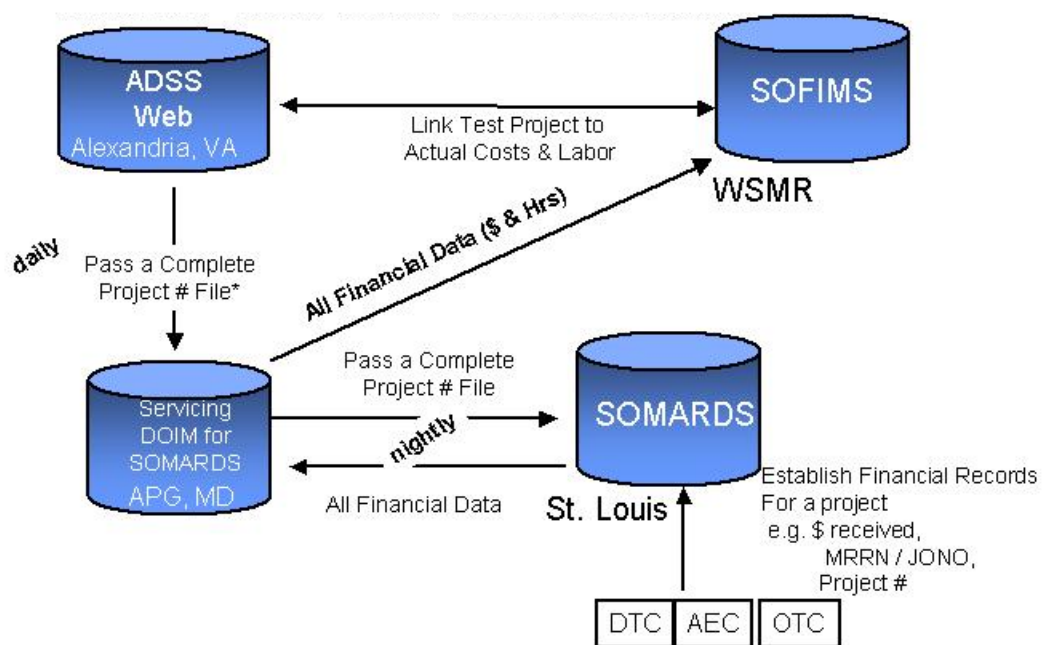 ADSS
Web
Alexandria, VA
SOFIMS
Link Test Project to
Actual Costs & Labor
WSMR
All Financial Data ($ & Hrs)
daily
Pass a Complete
Project # File*
Servicing
DOIM for
SOMARDS
APG, MD
Pass a Complete
Project # File
nightly
All Financial Data
SOMARDS
St. Louis
Establish Financial Records
For a project
e.g. $ received,
MRRN / JONO,
Project #
DTC
AEC
OTC